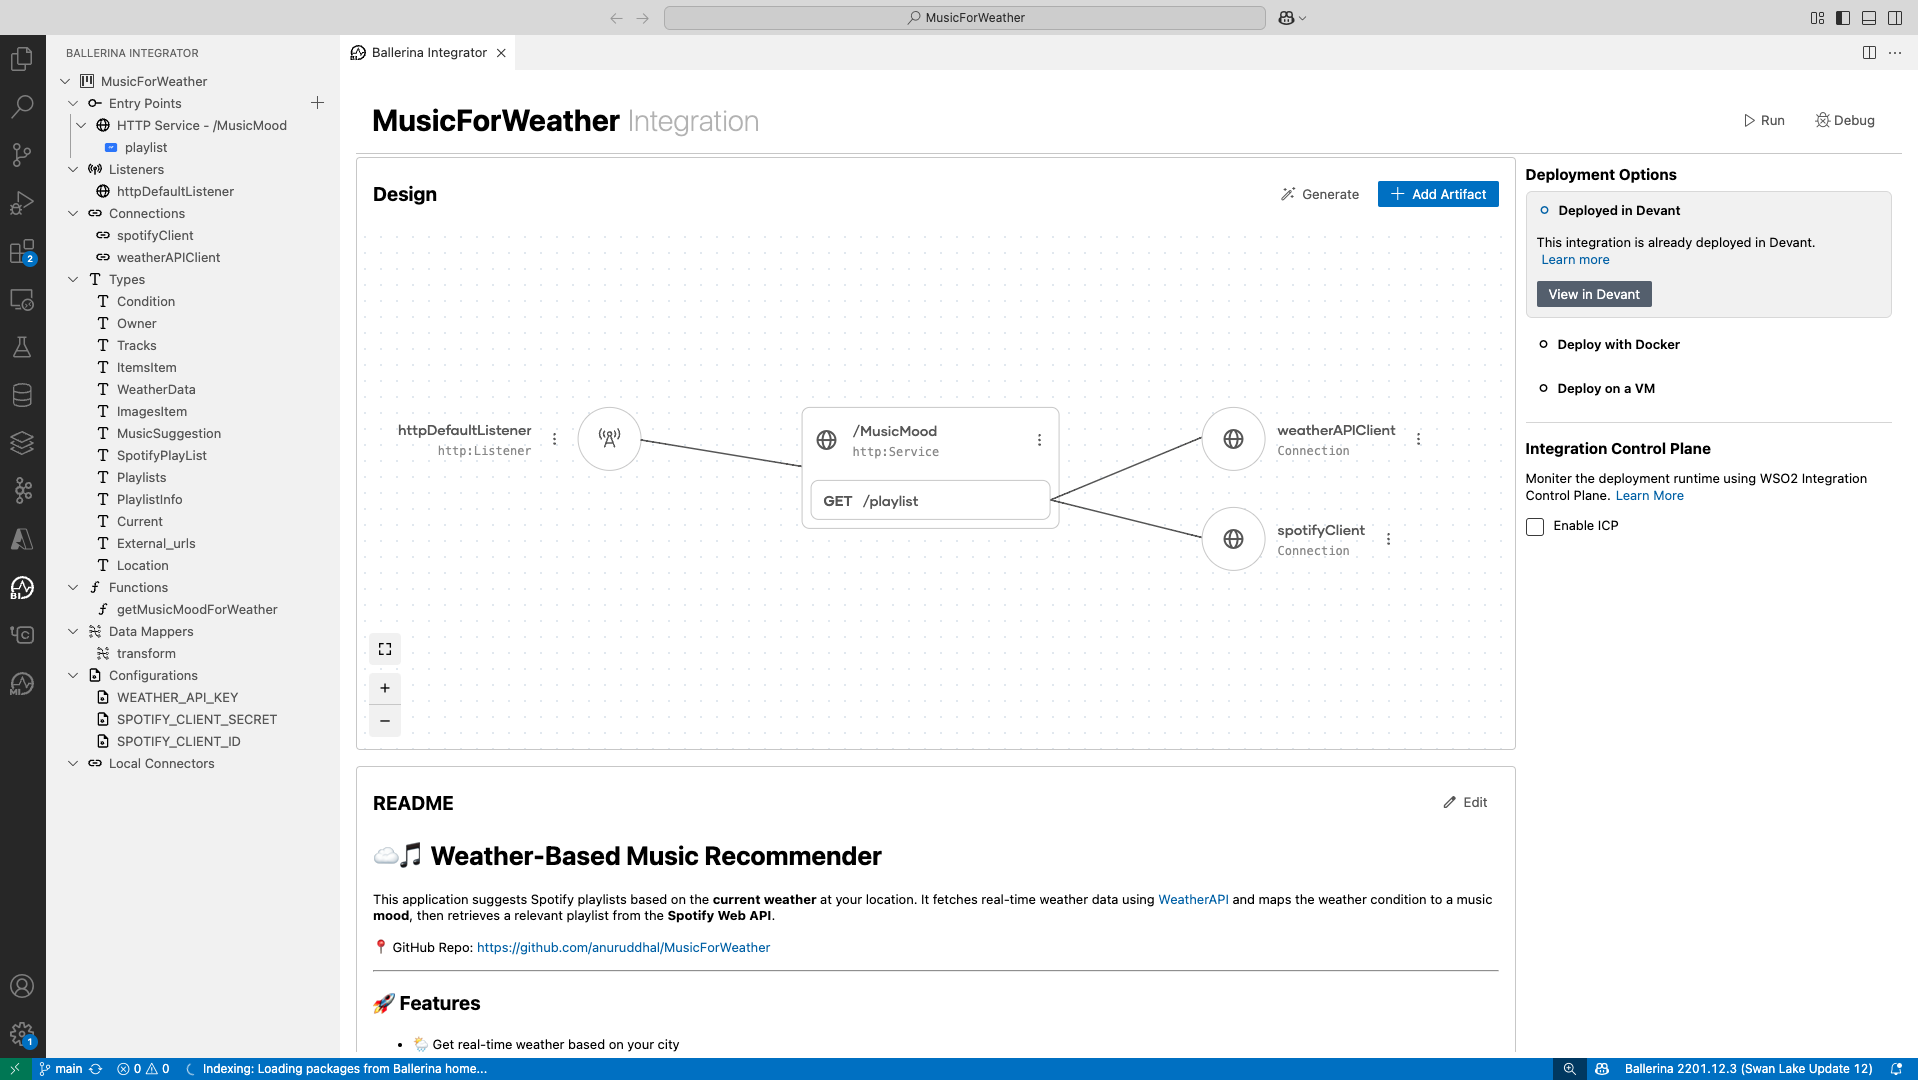 MusicForWeather
BALLERINA INTEGRATOR
MusicForWeather
Entry Points
HTTP Service - /MusicMood
playlist
Listeners
httpDefaultListener
Connections
spotifyClient
weatherAPIClient
Types
Condition
Owner
Tracks
ItemsItem
WeatherData
ImagesItem
MusicSuggestion
SpotifyPlayList
Playlists
PlaylistInfo
Current
External_urls
Location
Functions
getMusicMoodForWeather
Data Mappers
transform
Configurations
WEATHER_API_KEY
SPOTIFY_CLIENT_SECRET
SPOTIFY_CLIENT_ID
Local Connectors
2
BI
MI
1
Ballerina Integrator
MusicForWeather Integration
Run
Debug
Design
Generate
Add Artifact
httpDefaultListener
http:Listener
/MusicMood
http:Service
GET /playlist
weatherAPIClient
Connection
spotifyClient
Connection
Deployment Options
Deployed in Devant
This integration is already deployed in Devant.
Learn more
View in Devant
Deploy with Docker
Deploy on a VM
Integration Control Plane
Moniter the deployment runtime using WSO2 Integration
Control Plane. Learn More
Enable ICP
README
Edit
Weather-Based Music Recommender
This application suggests Spotify playlists based on the current weather at your location. It fetches real-time weather data using WeatherAPI and maps the weather condition to a music
mood, then retrieves a relevant playlist from the Spotify Web API.
GitHub Repo: https://github.com/anuruddhal/MusicForWeather
Features
• Get real-time weather based on your city
main
0
0
Indexing: Loading packages from Ballerina home...
Ballerina 2201.12.3 (Swan Lake Update 12)